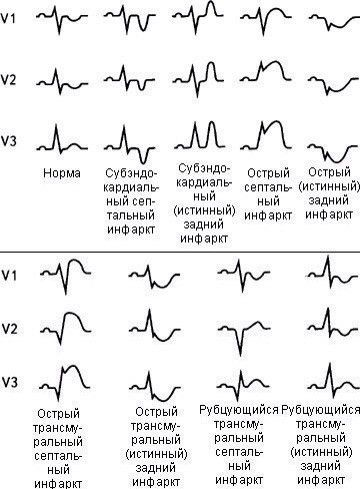 V1
V2
V3
Норма
Субэндо-
кардиаль-
ный сеп-
тальный
инфаркт
Субэндо-
кардиаль-
ный
(истинный)
задний
инфаркт
Острый
септаль-
ный
инфаркт
Острый
(истинный)
задний
инфаркт
V1
V2
V3
Острый
трансму-
ральный
септаль-
ный
инфаркт
Острый
трансму-
ральный
(истинный)
задний
инфаркт
Рубцующийся
трансму-
ральный
септаль-
ный
инфаркт
Рубцующийся
трансму-
ральный
(истинный)
задний
инфаркт